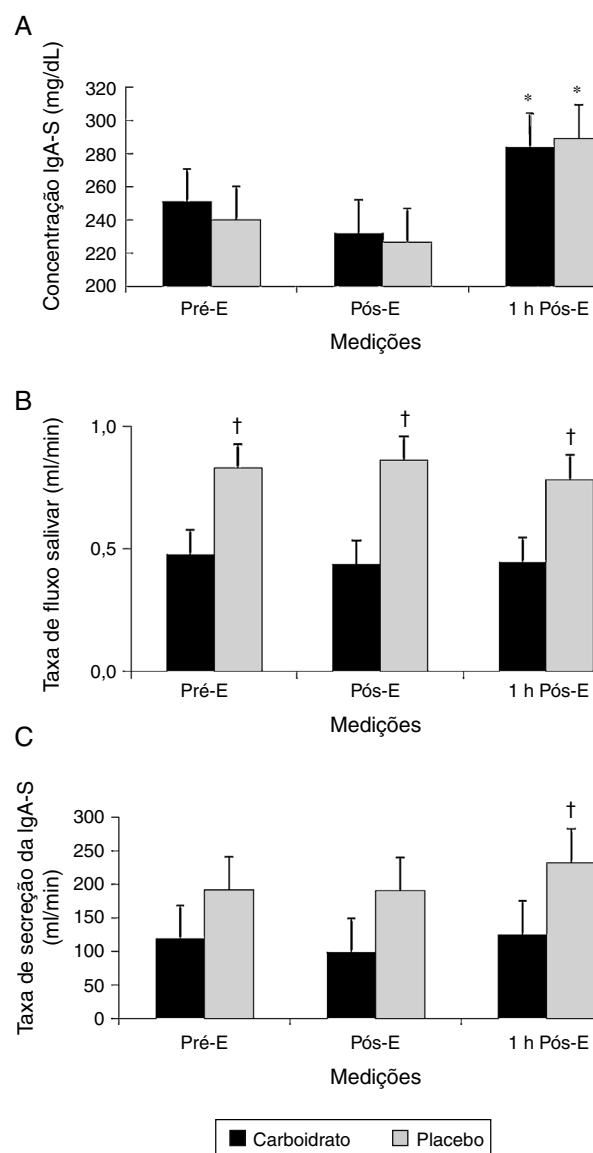 A
Concentração IgA-S (mg/dL)
320
300
280
260
240
220
200
* *
Pré-E Pós-E 1 h Pós-E
Medições
B
Taxa de fluxo salivar (ml/min)
1,0
0,5
0,0
† † †
Pré-E Pós-E 1 h Pós-E
Medições
C
Taxa de secreção da IgA-S
(ml/min)
300
250
200
150
100
50
0
†
Pré-E Pós-E 1 h Pós-E
Medições
Carboidrato Placebo